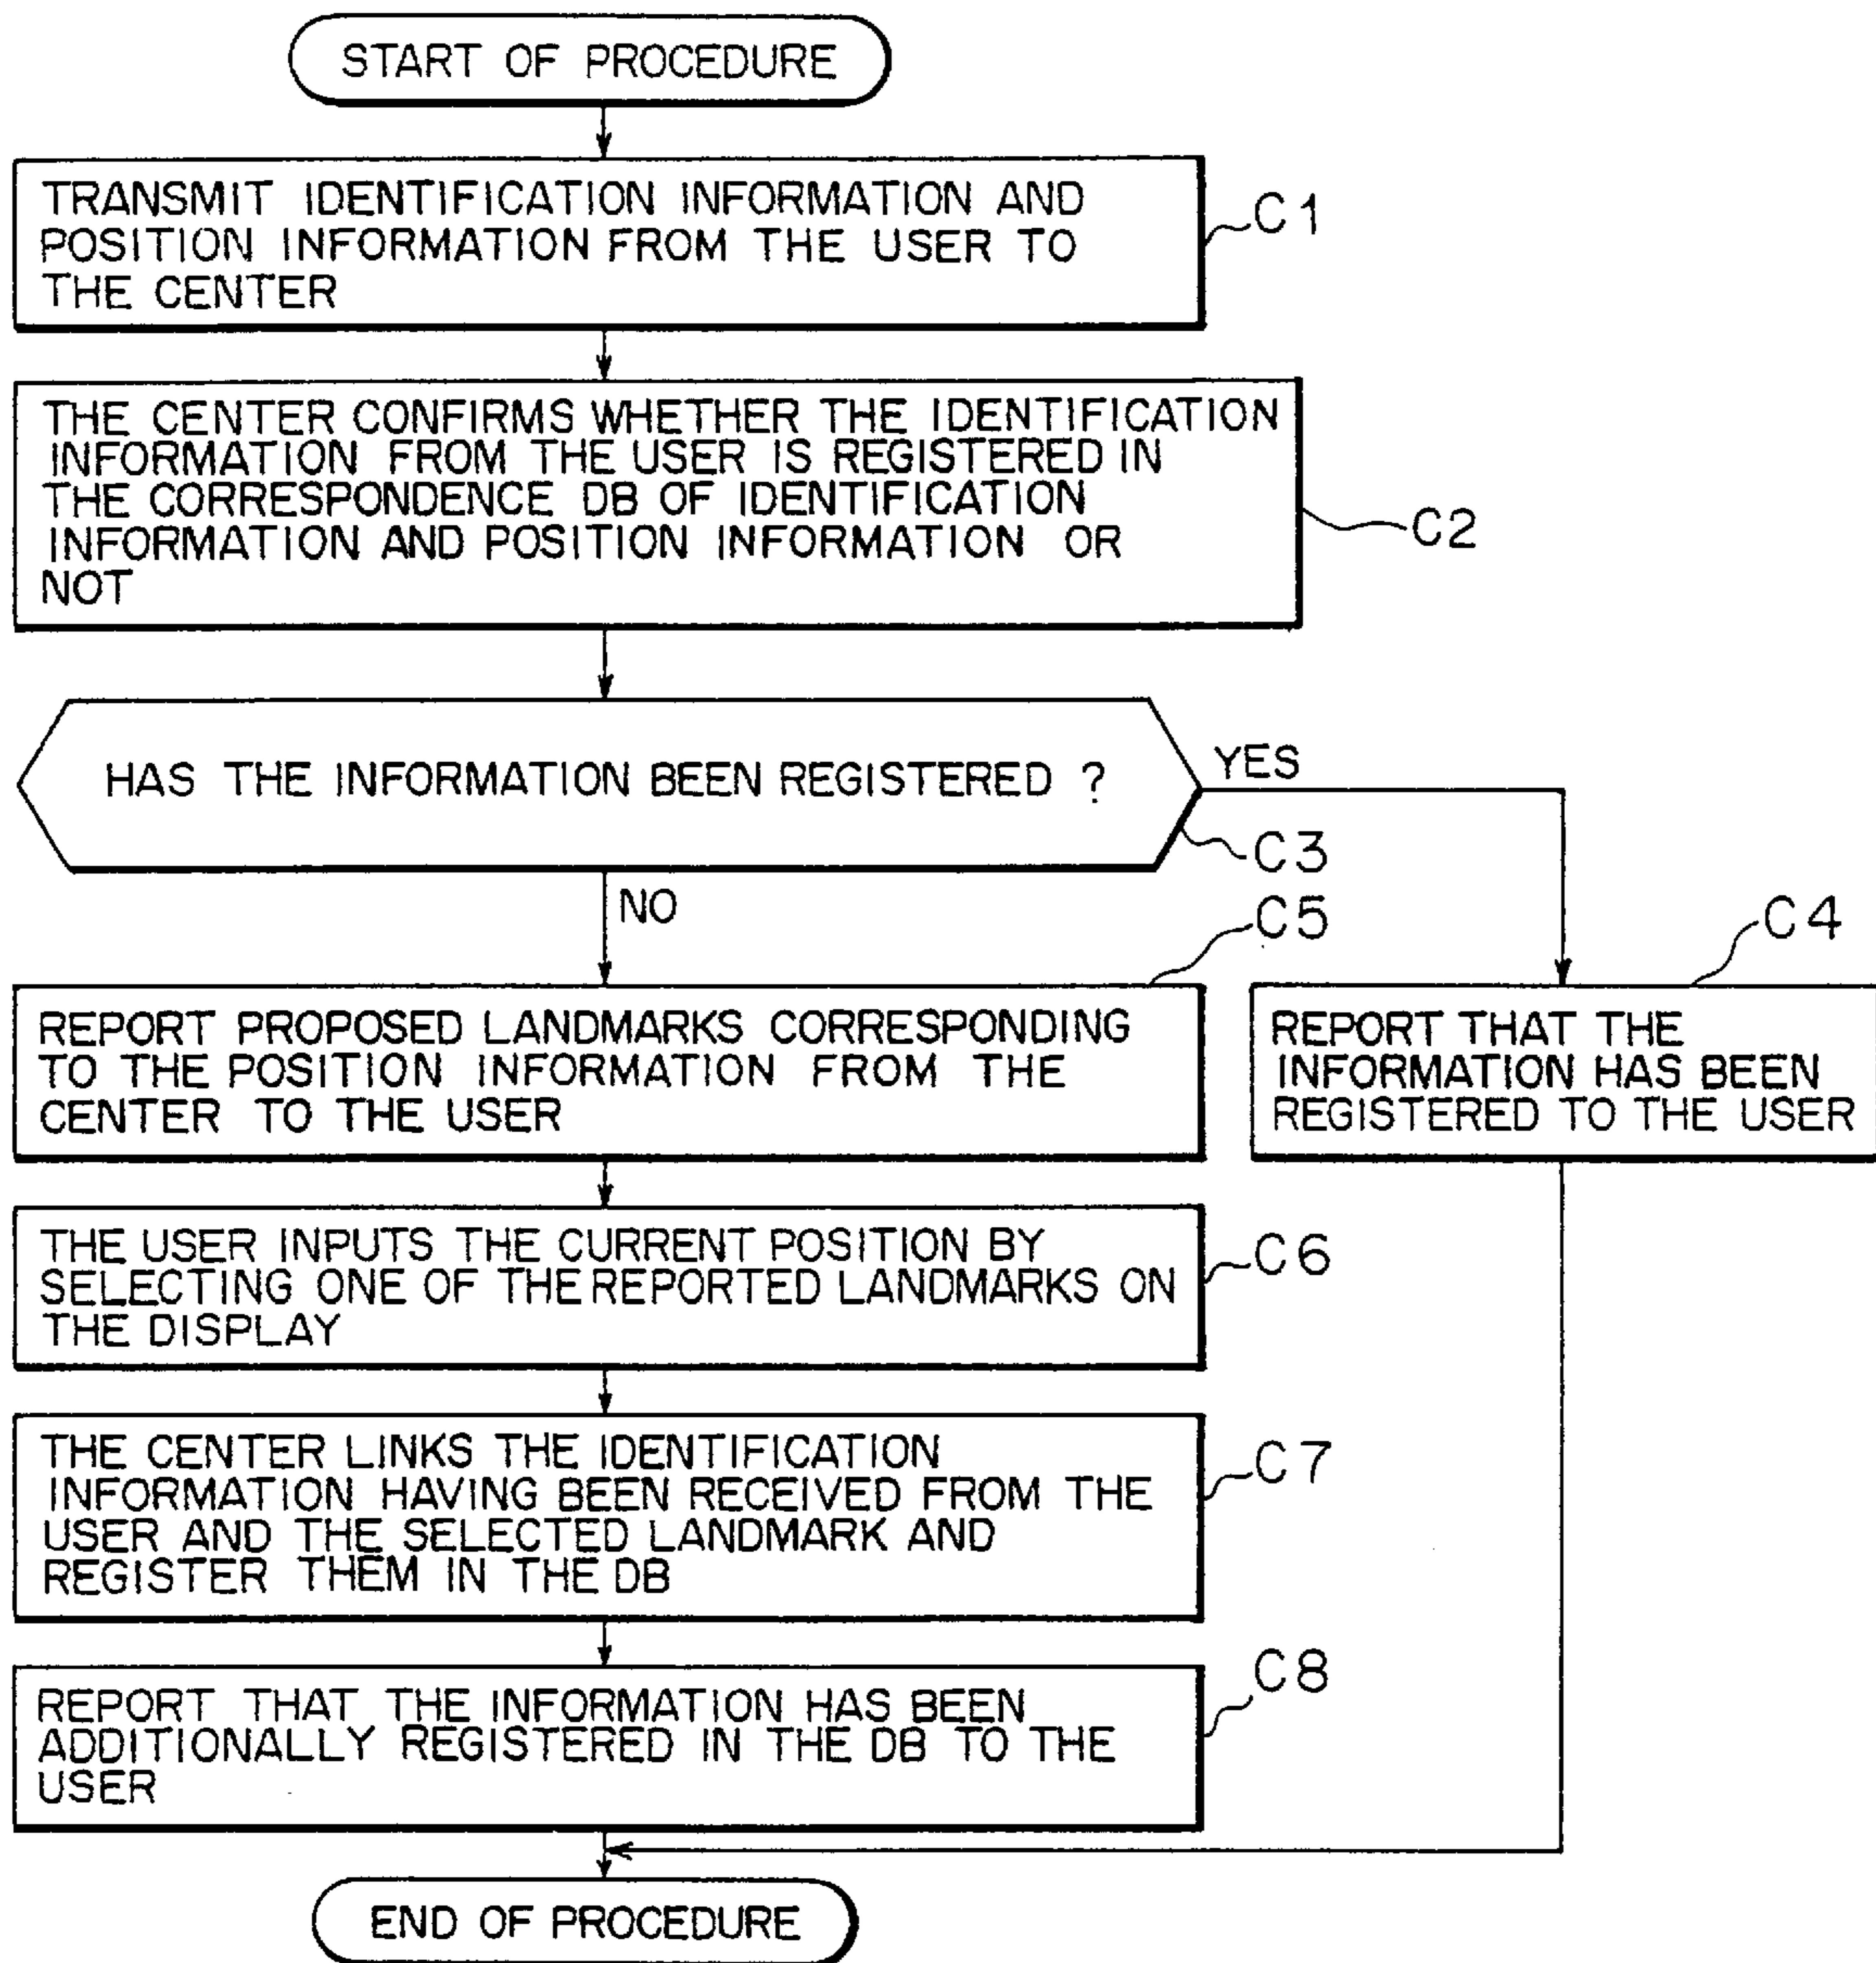 START OF PROCEDURE
TRANSMIT IDENTIFICATION INFORMATION AND
POSITION INFORMATION FROM THE USER TO
THE CENTER
C1
THE CENTER CONFIRMS WHETHER THE IDENTIFICATION
INFORMATION FROM THE USER IS REGISTERED IN
THE CORRESPONDENCE DB OF IDENTIFICATION
INFORMATION AND POSITION INFORMATION OR
NOT
C2
HAS THE INFORMATION BEEN REGISTERED ?
YES
C3
NO
C5
C4
REPORT PROPOSED LANDMARKS CORRESPONDING
TO THE POSITION INFORMATION FROM THE
CENTER TO THE USER
REPORT THAT THE
INFORMATION HAS BEEN
REGISTERED TO THE USER
THE USER INPUTS THE CURRENT POSITION BY
SELECTING ONE OF THE REPORTED LANDMARKS ON
THE DISPLAY
C6
THE CENTER LINKS THE IDENTIFICATION
INFORMATION HAVING BEEN RECEIVED FROM THE
USER AND THE SELECTED LANDMARK AND
REGISTER THEM IN THE DB
C7
REPORT THAT THE INFORMATION HAS BEEN
ADDITIONALLY REGISTERED IN THE DB TO THE
USER
C8
END OF PROCEDURE